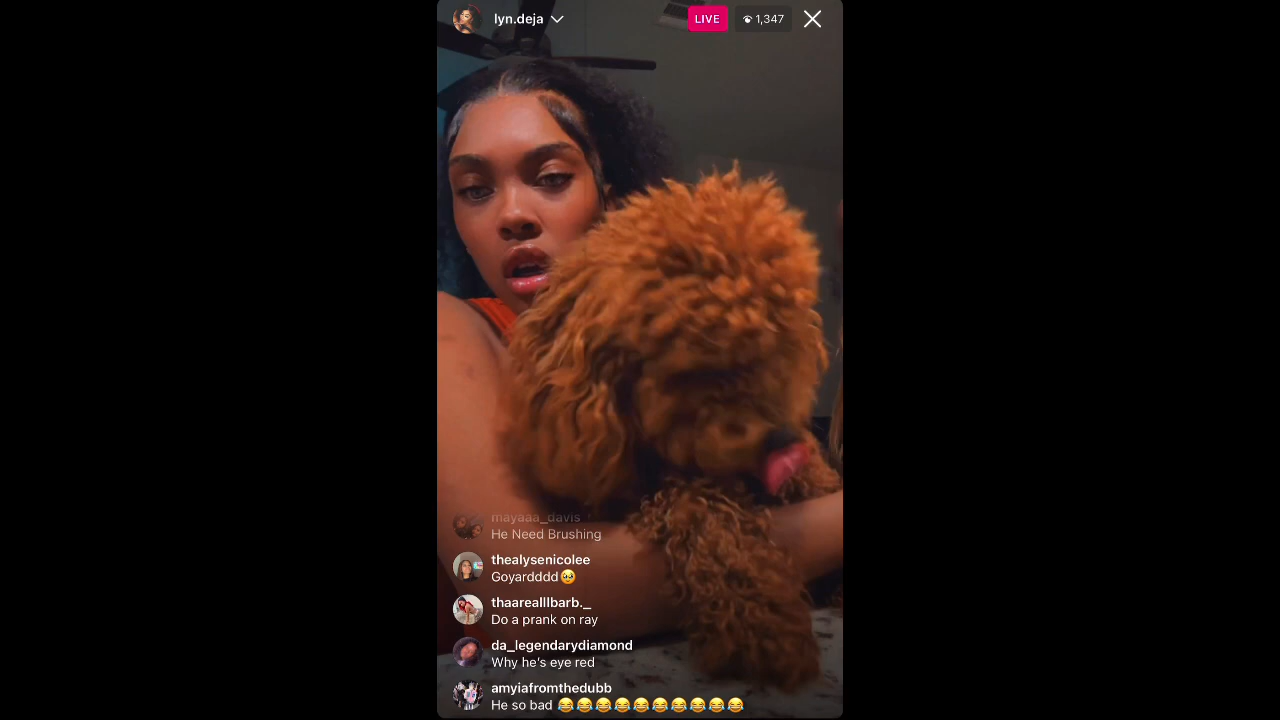 lyn.deja
LIVE
1,347
mayaaa_davis
He Need Brushing
thealysenicolee
Goyardddd🥹
thaarealllbarb._
Do a prank on ray
da_legendarydiamond
Why he's eye red
amyiafromthedubb
He so bad 😂😂😂😂😂😂😂😂😂😂